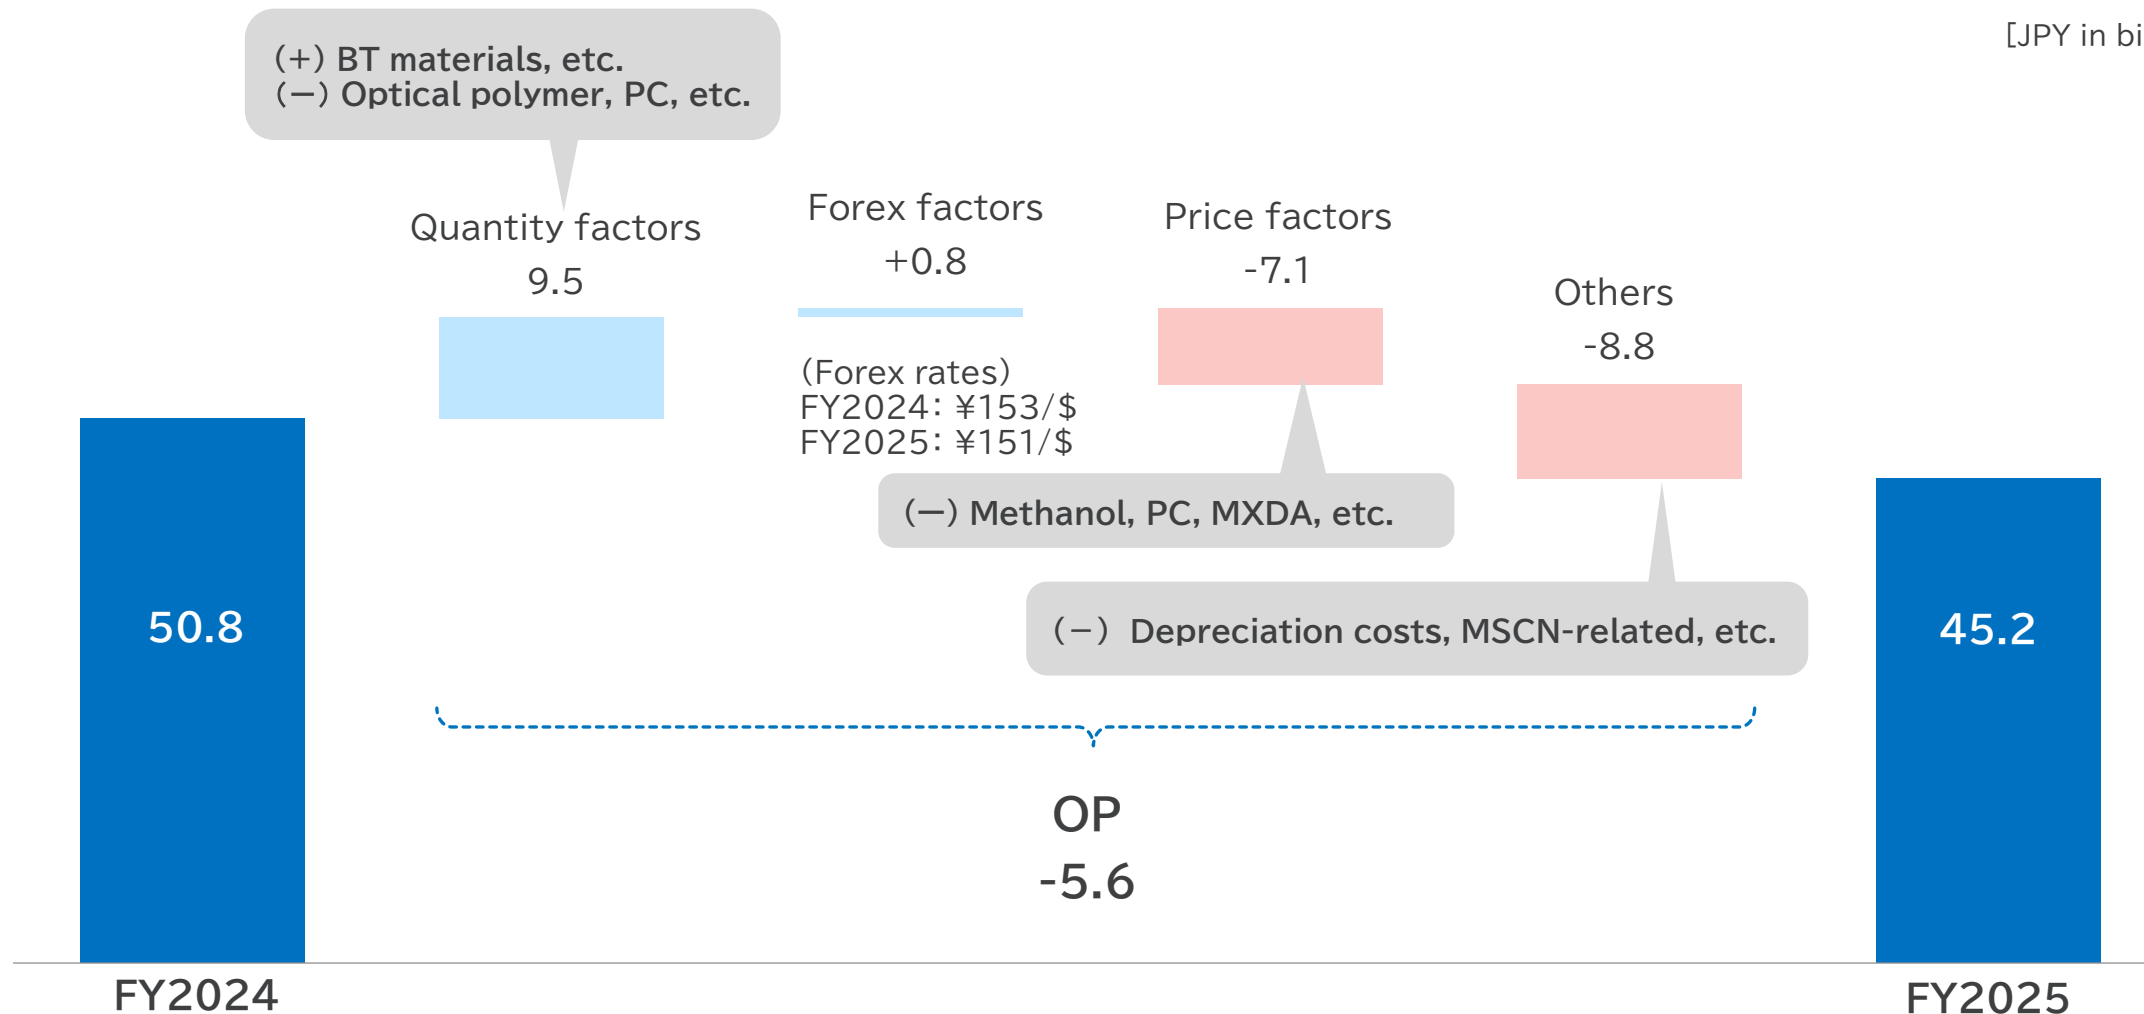 [JPY in bi
(+) BT materials, etc.
(−) Optical polymer, PC, etc.
Quantity factors
9.5
Forex factors
+0.8
(Forex rates)
FY2024: ¥153/$
FY2025: ¥151/$
Price factors
-7.1
(−) Methanol, PC, MXDA, etc.
Others
-8.8
(−) Depreciation costs, MSCN-related, etc.
50.8
45.2
OP
-5.6
FY2024
FY2025